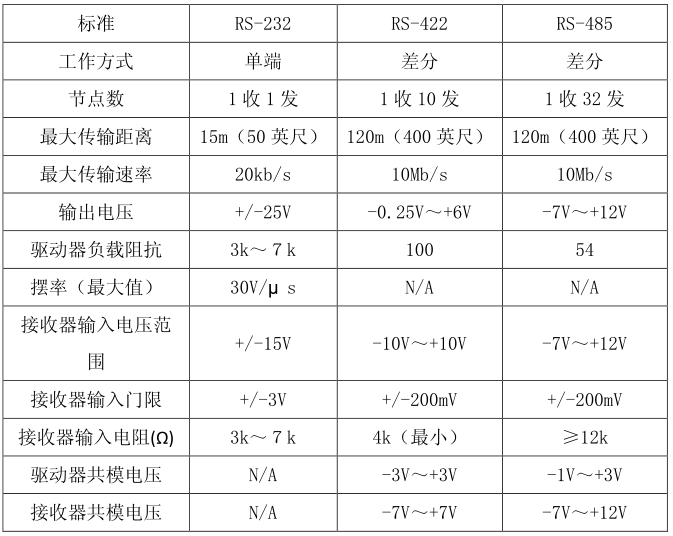 标准 RS-232 RS-422 RS-485
工作方式 单端 差分 差分
节点数 1 收 1 发 1 收 10 发 1 收 32 发
最大传输距离 15m（50 英尺） 120m（400 英尺） 120m（400 英尺）
最大传输速率 20kb/s 10Mb/s 10Mb/s
输出电压 +/-25V -0.25V～+6V -7V～+12V
驱动器负载阻抗 3k～７k 100 54
摆率（最大值） 30V/μ s N/A N/A
接收器输入电压范
围 +/-15V -10V～+10V -7V～+12V
接收器输入门限 +/-3V +/-200mV +/-200mV
接收器输入电阻(Ω) 3k～７k 4k（最小） ≥12k
驱动器共模电压 N/A -3V～+3V -1V～+3V
接收器共模电压 N/A -7V～+7V -7V～+12V